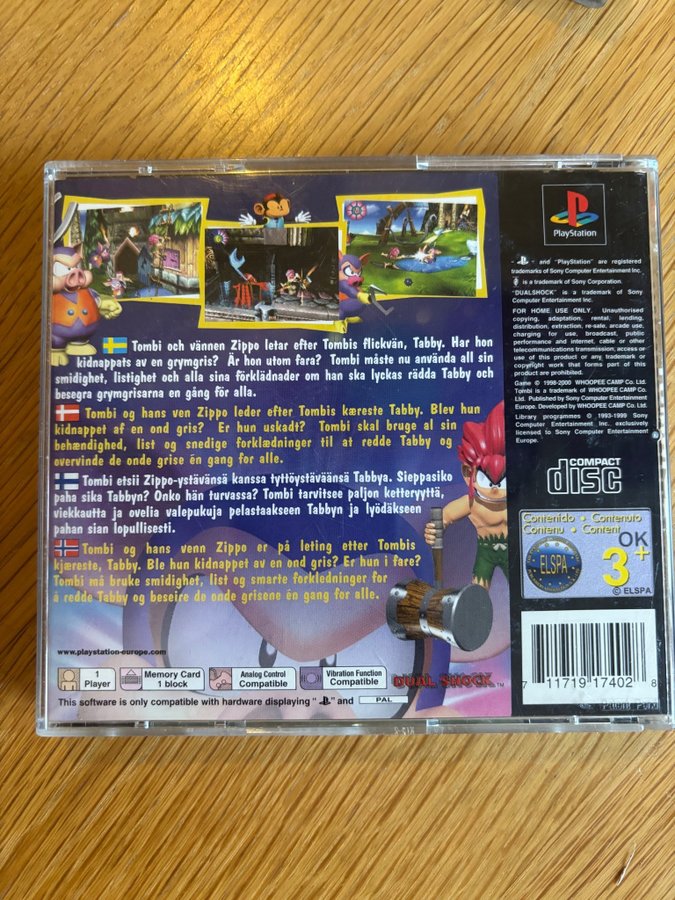 Tombi och vännen Zippo letar efter Tombis flickvän, Tabby. Har hon
kidnappats av en grymgris? Är hon utom fara? Tombi måste nu använda all sin
smidighet, listighet och alla sina förklädnader om han ska lyckas rädda Tabby och
besegra grymgrisarna en gång för alla.
Tombi og hans ven Zippo leder efter Tombis kæreste Tabby. Blev hun
kidnappet af en ond gris? Er hun uskadt? Tombi skal bruge al sin
behændighed, list og snedige forklædninger til at redde Tabby og
overvinde de onde grise én gang for alle.
Tombi etsii Zippo-ystävänsä kanssa tyttöystäväänsä Tabbya. Sieppasiko
paha sika Tabbyn? Onko hän turvassa? Tombi tarvitsee paljon ketteryyttä,
viekkautta ja ovelia valepukuja pelastaakseen Tabbyn ja lyödäkseen
pahan sian lopullisesti.
Tombi og hans venn Zippo er på leting etter Tombis
kjæreste, Tabby. Ble hun kidnappet av en ond gris? Er hun i fare?
Tombi må bruke smidighet, list og smarte forkledninger for
å redde Tabby og beseire de onde grisene én gang for alle.
www.playstation-europe.com
1
Player
Memory Card
1 block
Analog Control
Compatible
Vibration Function
Compatible
DUAL SHOCK™
This software is only compatible with hardware displaying " " and PAL
PlayStation
" " and "PlayStation" are registered
trademarks of Sony Computer Entertainment Inc.
is a trademark of Sony Corporation.
"DUALSHOCK" is a trademark of Sony
Computer Entertainment Inc.
FOR HOME USE ONLY. Unauthorised
copying, adaptation, rental, lending,
distribution, extraction, re-sale, arcade use,
charging for use, broadcast, public
performance and internet, cable or other
telecommunications transmission, access or
use of this product or any trademark or
copyright work that forms part of this
product are prohibited.
Game © 1998-2000 WHOOPEE CAMP Co. Ltd.
Tombi is a trademark of WHOOPEE CAMP Co.
Ltd. Published by Sony Computer Entertainment
Europe. Developed by WHOOPEE CAMP Co. Ltd.
Library programmes © 1993-1999 Sony
Computer Entertainment Inc. exclusively
licensed to Sony Computer Entertainment
Europe.
COMPACT
disc
Contenido • Contenuto
Contenu • Content
OK
ELSPA
3+
© ELSPA
7 11719 17402 8